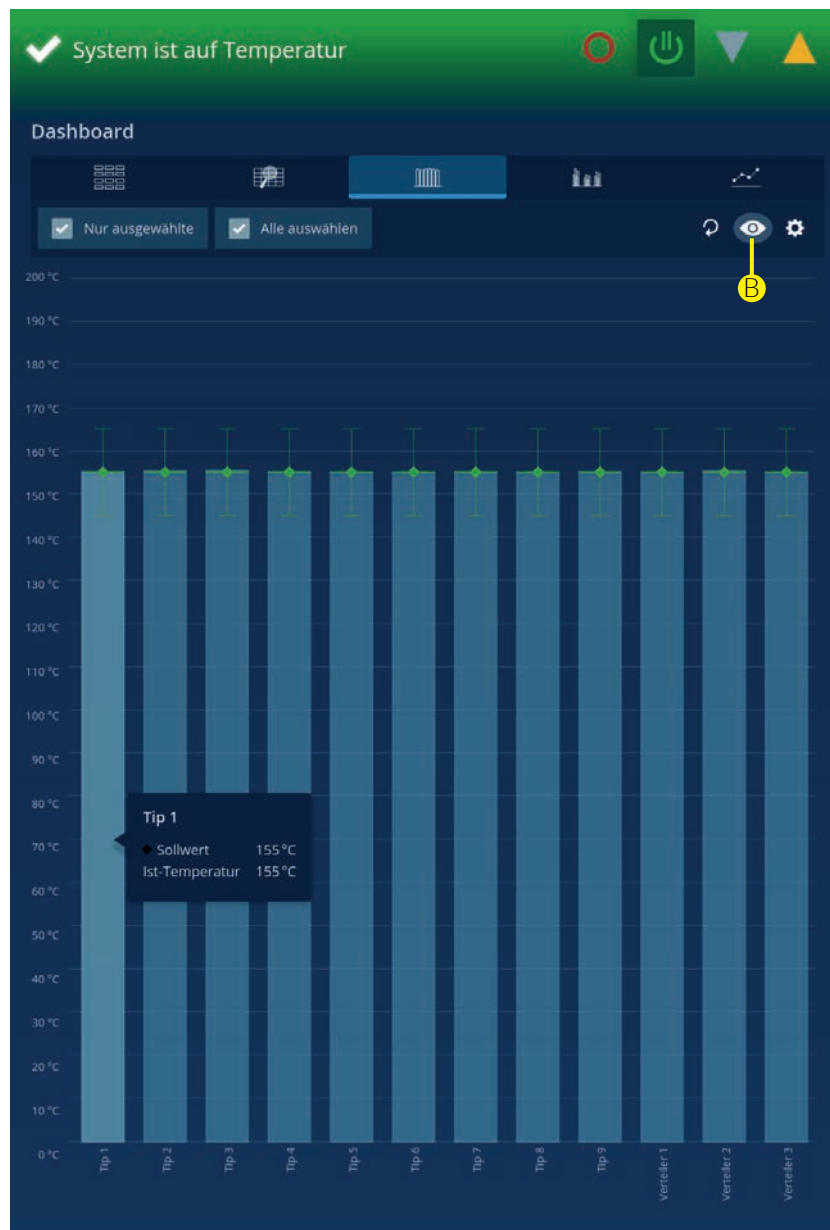 System ist auf Temperatur
Dashboard
Nur ausgewählte
Alle auswählen
B
200 °C
190 °C
180 °C
170 °C
160 °C
150 °C
140 °C
130 °C
120 °C
110 °C
100 °C
90 °C
80 °C
70 °C
60 °C
50 °C
40 °C
30 °C
20 °C
10 °C
0 °C
Tip 1
Sollwert 155 °C
Ist-Temperatur 155 °C
Tip 1
Tip 2
Tip 3
Tip 4
Tip 5
Tip 6
Tip 7
Tip 8
Tip 9
Verteiler 1
Verteiler 2
Verteiler 3